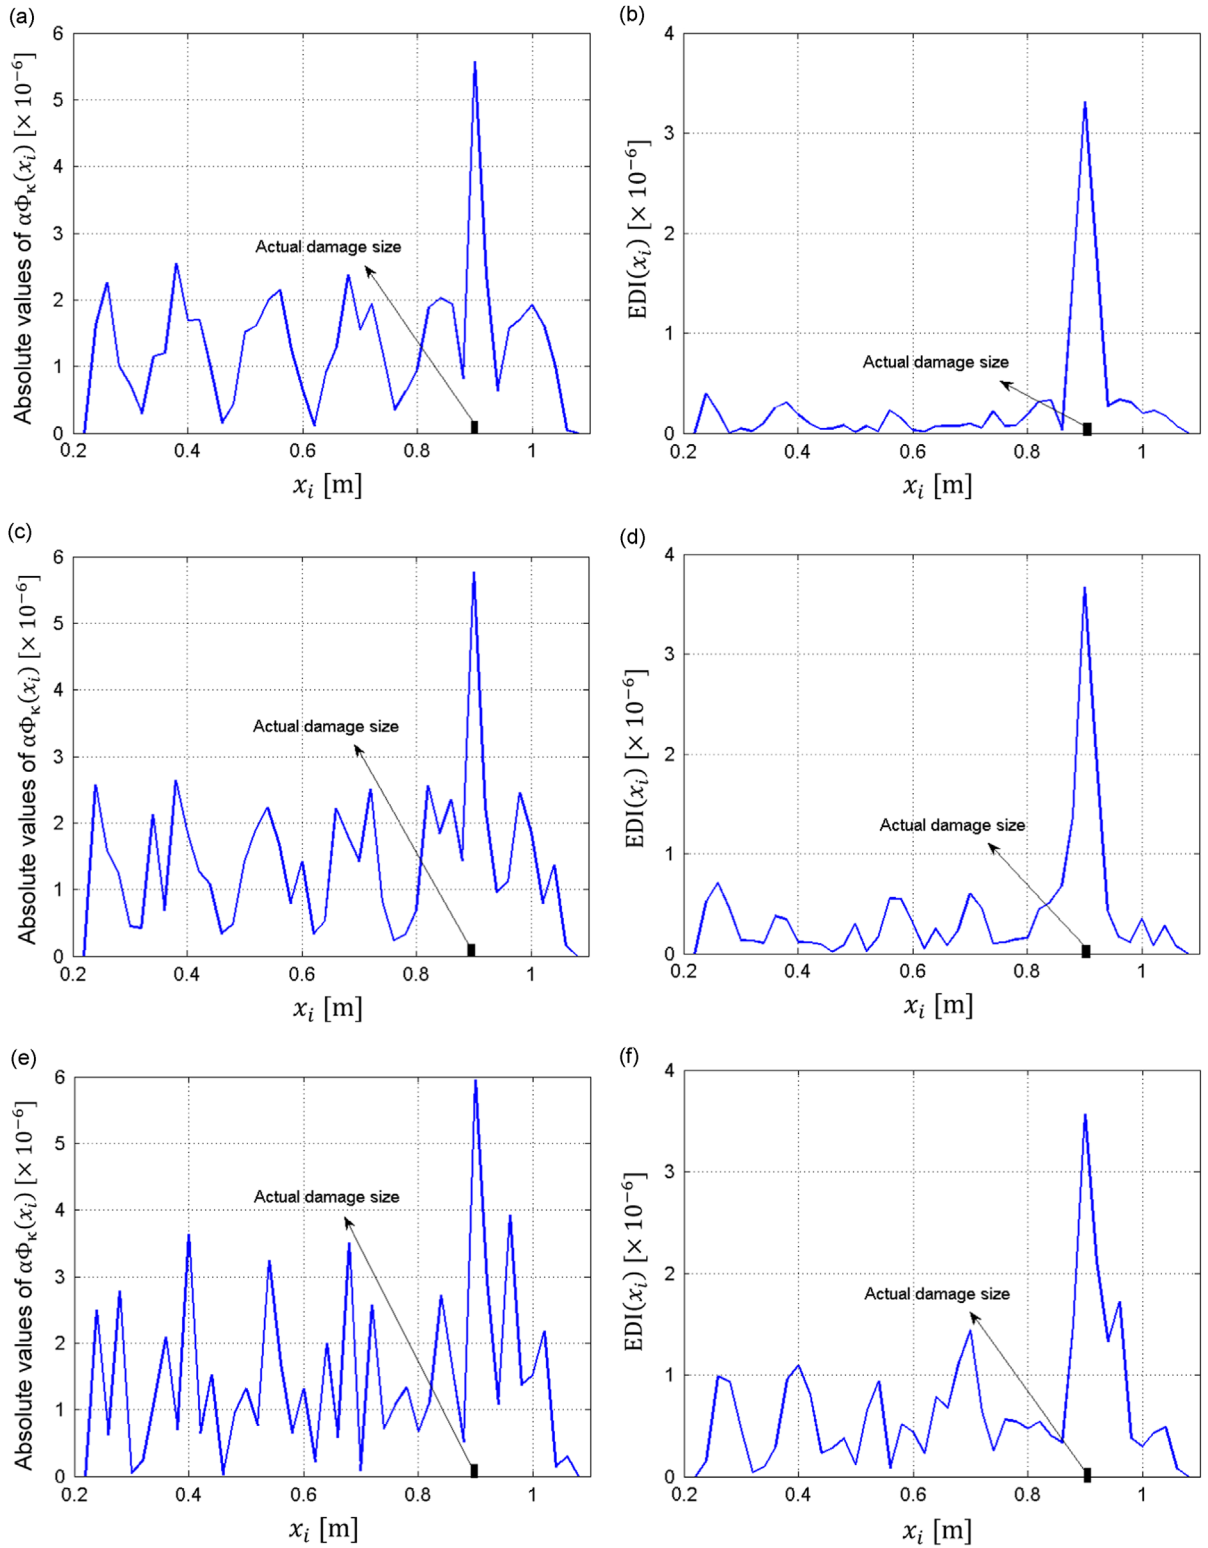 (a)
6
5
4
3
2
1
0
Absolute values of αΦκ(xᵢ) [× 10⁻⁶]
Actual damage size
0.2 0.4 0.6 0.8 1
xᵢ [m]
(b)
4
3
2
1
0
EDI(xᵢ) [× 10⁻⁶]
Actual damage size
0.2 0.4 0.6 0.8 1
xᵢ [m]
(c)
6
5
4
3
2
1
0
Absolute values of αΦκ(xᵢ) [× 10⁻⁶]
Actual damage size
0.2 0.4 0.6 0.8 1
xᵢ [m]
(d)
4
3
2
1
0
EDI(xᵢ) [× 10⁻⁶]
Actual damage size
0.2 0.4 0.6 0.8 1
xᵢ [m]
(e)
6
5
4
3
2
1
0
Absolute values of αΦκ(xᵢ) [× 10⁻⁶]
Actual damage size
0.2 0.4 0.6 0.8 1
xᵢ [m]
(f)
4
3
2
1
0
EDI(xᵢ) [× 10⁻⁶]
Actual damage size
0.2 0.4 0.6 0.8 1
xᵢ [m]